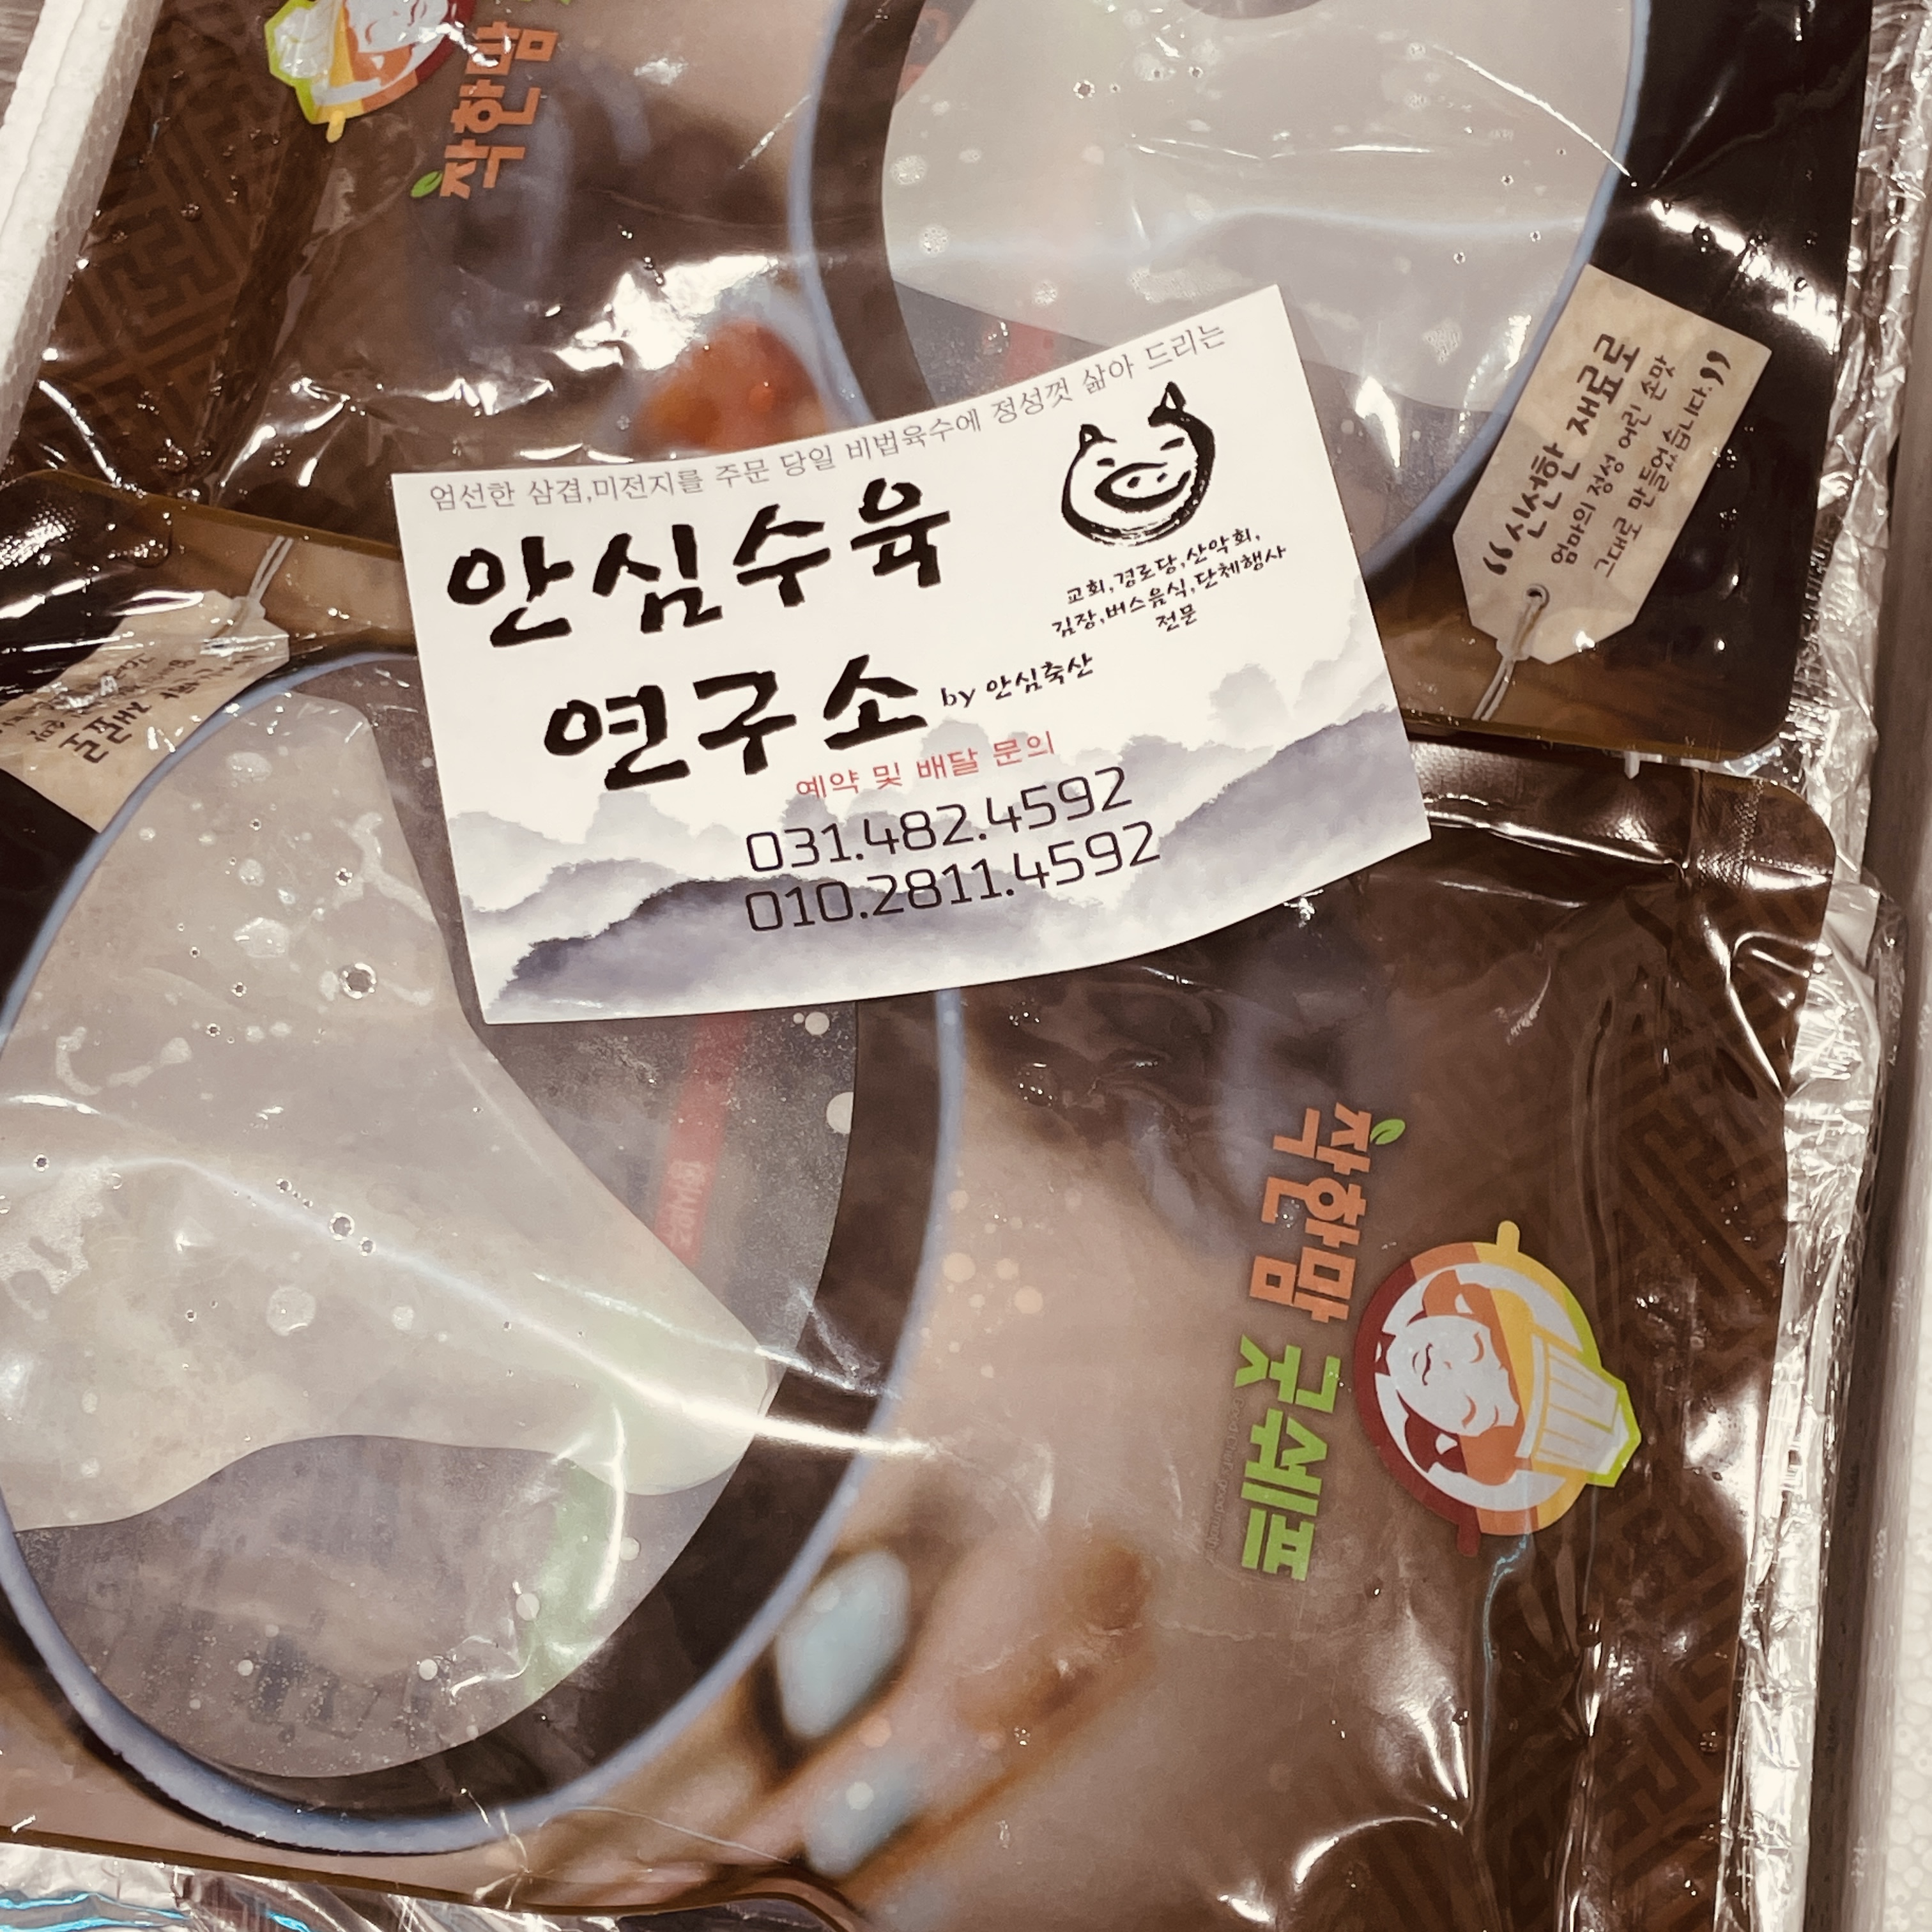 착한맘
엄선한 삼겹,미전지를 주문 당일 비법육수에 정성껏 삶아 드리는
안심수육
연구소 by 안심축산
교회,경로당,산악회,
김장,버스음식,단체행사
전문
예약 및 배달 문의
031.482.4592
010.2811.4592
“신선한 재료로
엄마의 정성 어린 손맛
그대로 만들었습니다.”
착한맘
굿셰프